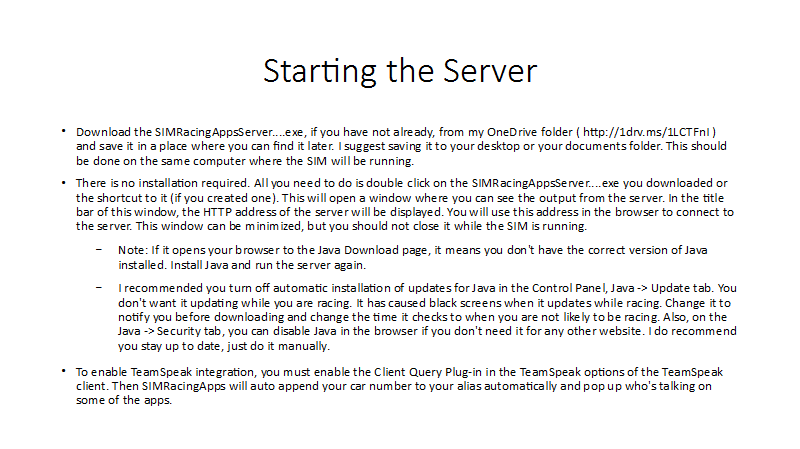 Starting the Server
• Download the SIMRacingAppsServer....exe, if you have not already, from my OneDrive folder ( http://1drv.ms/1LCTFnI )
and save it in a place where you can find it later. I suggest saving it to your desktop or your documents folder. This should
be done on the same computer where the SIM will be running.
• There is no installation required. All you need to do is double click on the SIMRacingAppsServer....exe you downloaded or
the shortcut to it (if you created one). This will open a window where you can see the output from the server. In the title
bar of this window, the HTTP address of the server will be displayed. You will use this address in the browser to connect to
the server. This window can be minimized, but you should not close it while the SIM is running.
– Note: If it opens your browser to the Java Download page, it means you don't have the correct version of Java
installed. Install Java and run the server again.
– I recommended you turn off automatic installation of updates for Java in the Control Panel, Java -> Update tab. You
don't want it updating while you are racing. It has caused black screens when it updates while racing. Change it to
notify you before downloading and change the time it checks to when you are not likely to be racing. Also, on the
Java -> Security tab, you can disable Java in the browser if you don't need it for any other website. I do recommend
you stay up to date, just do it manually.
• To enable TeamSpeak integration, you must enable the Client Query Plug-in in the TeamSpeak options of the TeamSpeak
client. Then SIMRacingApps will auto append your car number to your alias automatically and pop up who's talking on
some of the apps.